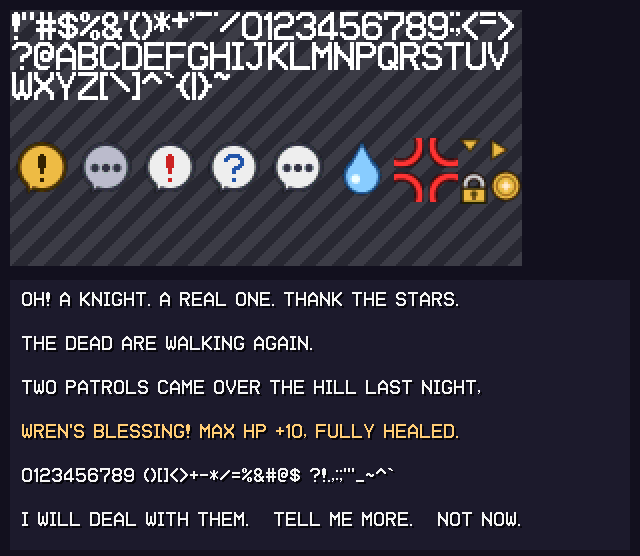 !"#$%&'()*+,-./0123456789:;<=>
?@ABCDEFGHIJKLMNPQRSTUV
WXYZ[\]^`{|}~
OH! A KNIGHT. A REAL ONE. THANK THE STARS.
THE DEAD ARE WALKING AGAIN.
TWO PATROLS CAME OVER THE HILL LAST NIGHT,
WREN'S BLESSING! MAX HP +10, FULLY HEALED.
0123456789 ()[]<>+-*/=%&#@$ ?!.,:;'"_~^`
I WILL DEAL WITH THEM. TELL ME MORE. NOT NOW.